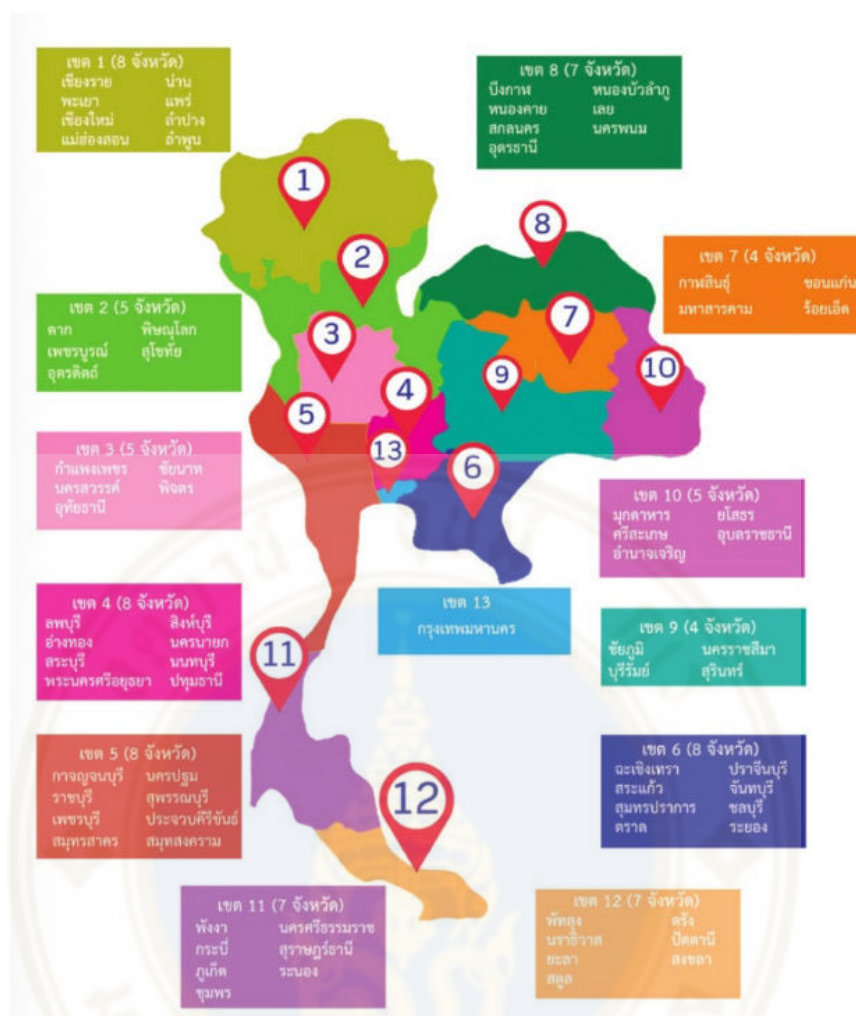 เขต 1 (8 จังหวัด)
เชียงราย น่าน
พะเยา แพร่
เชียงใหม่ ลำปาง
แม่ฮ่องสอน ลำพูน
เขต 8 (7 จังหวัด)
บึงกาฬ หนองบัวลำภู
หนองคาย เลย
สกลนคร นครพนม
อุดรธานี
1
8
2
เขต 7 (4 จังหวัด)
กาฬสินธุ์ ขอนแก่น
มหาสารคาม ร้อยเอ็ด
เขต 2 (5 จังหวัด)
ตาก พิษณุโลก
เพชรบูรณ์ สุโขทัย
อุตรดิตถ์
3
7
9
10
4
5
13
6
เขต 3 (5 จังหวัด)
กำแพงเพชร ชัยนาท
นครสวรรค์ พิจตร
อุทัยธานี
เขต 10 (5 จังหวัด)
มุกดาหาร ยโสธร
ศรีสะเกษ อุบลราชธานี
อำนาจเจริญ
เขต 4 (8 จังหวัด)
ลพบุรี สิงห์บุรี
อ่างทอง นครนายก
สระบุรี นนทบุรี
พระนครศรีอยุธยา ปทุมธานี
เขต 13
กรุงเทพมหานคร
เขต 9 (4 จังหวัด)
ชัยภูมิ นครราชสีมา
บุรีรัมย์ สุรินทร์
11
เขต 5 (8 จังหวัด)
กาจญจนบุรี นครปฐม
ราชบุรี สุพรรณบุรี
เพชรบุรี ประจวบคีรีขันธ์
สมุทรสาคร สมุทสงคราม
เขต 6 (8 จังหวัด)
ฉะเชิงเทรา ปราจีนบุรี
สระแก้ว จันทบุรี
สุมทรปราการ ชลบุรี
ตราด ระยอง
12
เขต 11 (7 จังหวัด)
พังงา นครศรีธรรมราช
กระบี่ สุราษฎร์ธานี
ภูเก็ต ระนอง
ชุมพร
เขต 12 (7 จังหวัด)
พัทลุง ตรัง
นราธิวาส ปัตตานี
ยะลา สงขลา
สตูล